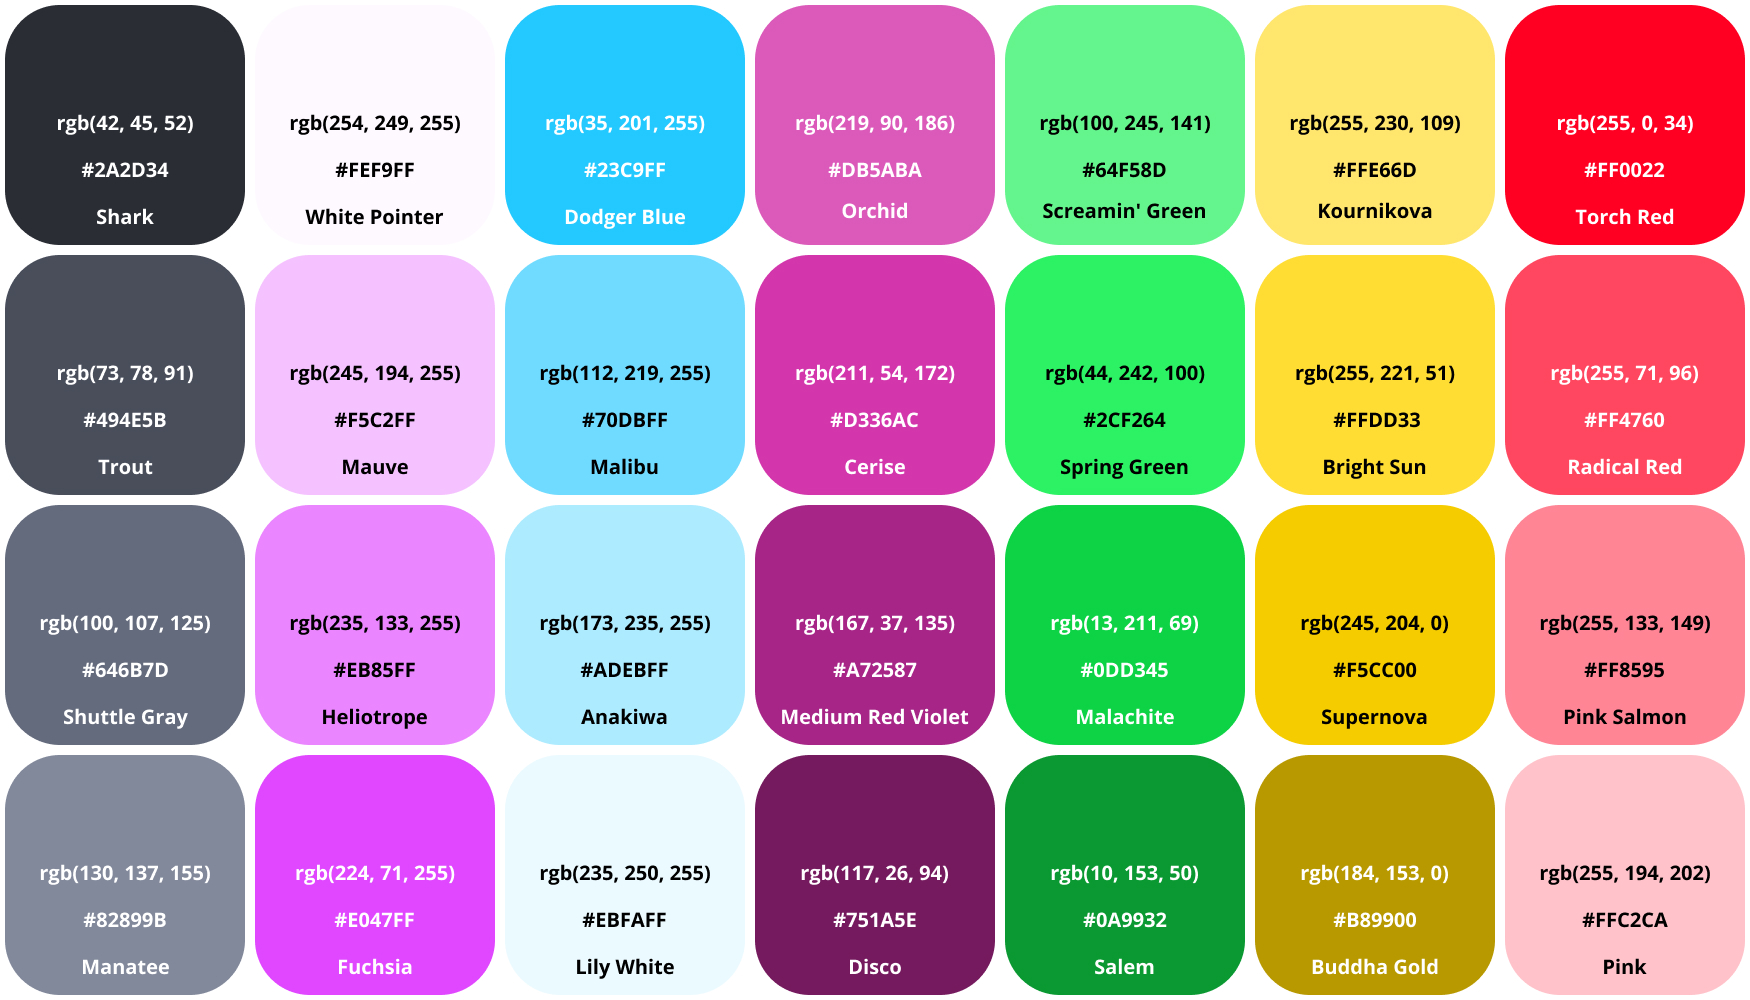 rgb(42, 45, 52)
#2A2D34
Shark
rgb(254, 249, 255)
#FEF9FF
White Pointer
rgb(35, 201, 255)
#23C9FF
Dodger Blue
rgb(219, 90, 186)
#DB5ABA
Orchid
rgb(100, 245, 141)
#64F58D
Screamin' Green
rgb(255, 230, 109)
#FFE66D
Kournikova
rgb(255, 0, 34)
#FF0022
Torch Red
rgb(73, 78, 91)
#494E5B
Trout
rgb(245, 194, 255)
#F5C2FF
Mauve
rgb(112, 219, 255)
#70DBFF
Malibu
rgb(211, 54, 172)
#D336AC
Cerise
rgb(44, 242, 100)
#2CF264
Spring Green
rgb(255, 221, 51)
#FFDD33
Bright Sun
rgb(255, 71, 96)
#FF4760
Radical Red
rgb(100, 107, 125)
#646B7D
Shuttle Gray
rgb(235, 133, 255)
#EB85FF
Heliotrope
rgb(173, 235, 255)
#ADEBFF
Anakiwa
rgb(167, 37, 135)
#A72587
Medium Red Violet
rgb(13, 211, 69)
#0DD345
Malachite
rgb(245, 204, 0)
#F5CC00
Supernova
rgb(255, 133, 149)
#FF8595
Pink Salmon
rgb(130, 137, 155)
#82899B
Manatee
rgb(224, 71, 255)
#E047FF
Fuchsia
rgb(235, 250, 255)
#EBFAFF
Lily White
rgb(117, 26, 94)
#751A5E
Disco
rgb(10, 153, 50)
#0A9932
Salem
rgb(184, 153, 0)
#B89900
Buddha Gold
rgb(255, 194, 202)
#FFC2CA
Pink